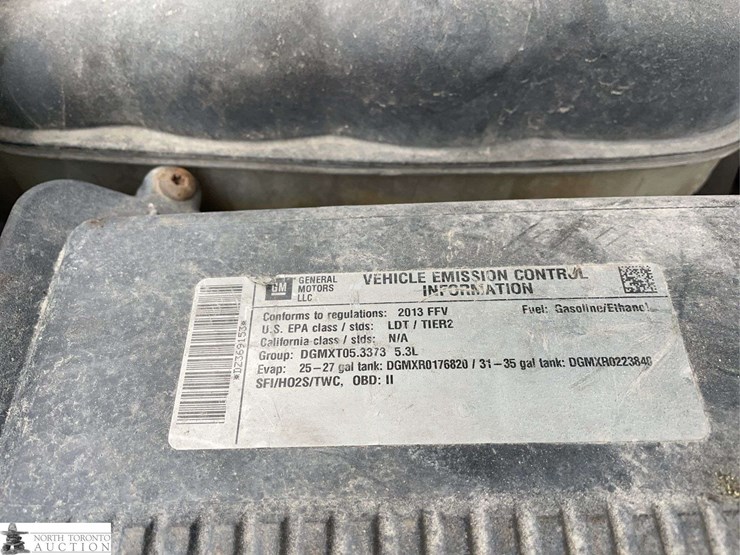 GM
GENERAL MOTORS LLC
VEHICLE EMISSION CONTROL
INFORMATION
Conforms to regulations: 2013 FFV
Fuel: Gasoline/Ethanol
U.S. EPA class / stds: LDT / TIER2
California class / stds: N/A
Group: DGMXT05.3373 5.3L
Evap: 25-27 gal tank: DGMXR0176820 / 31-35 gal tank: DGMXR0223840
SFI/HO2S/TWC, OBD: II
*DZ369153*
NORTH TORONTO
AUCTION